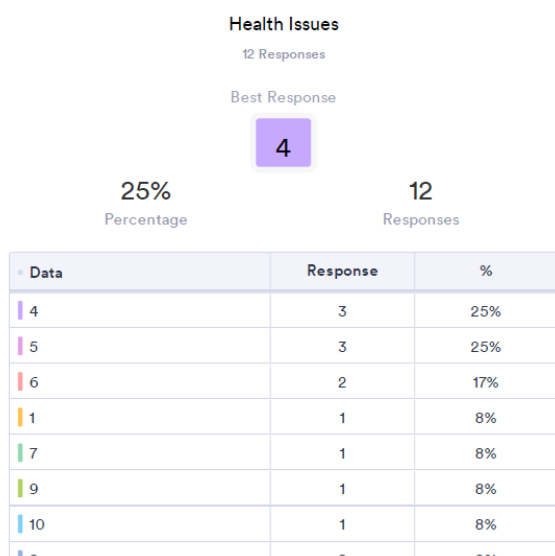 Health Issues
12 Responses
Best Response
4
25% 12
Percentage Responses
Data Response %
4 3 25%
5 3 25%
6 2 17%
1 1 8%
7 1 8%
9 1 8%
10 1 8%